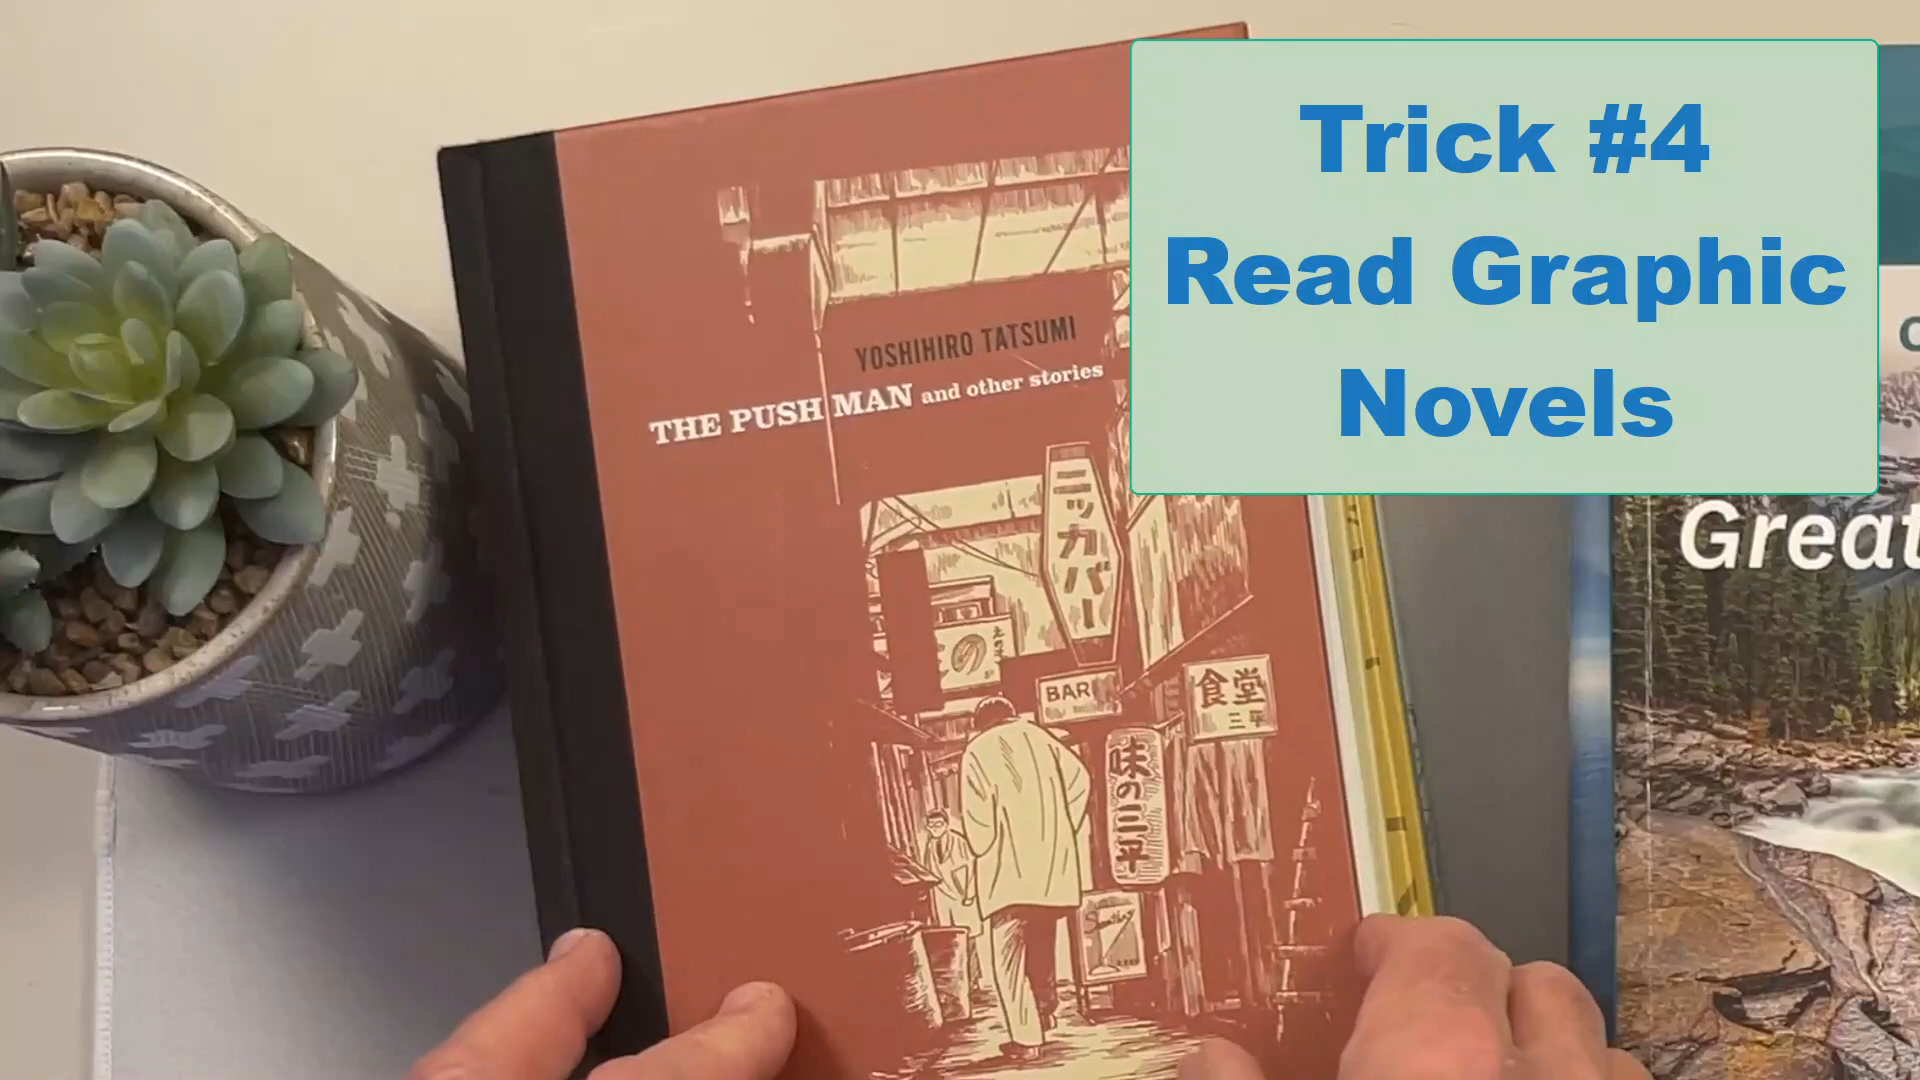 Trick #4
Read Graphic
Novels
YOSHIHIRO TATSUMI
THE PUSH MAN and other stories
ニッカバー
BAR
食堂
三平
味の三平
Great